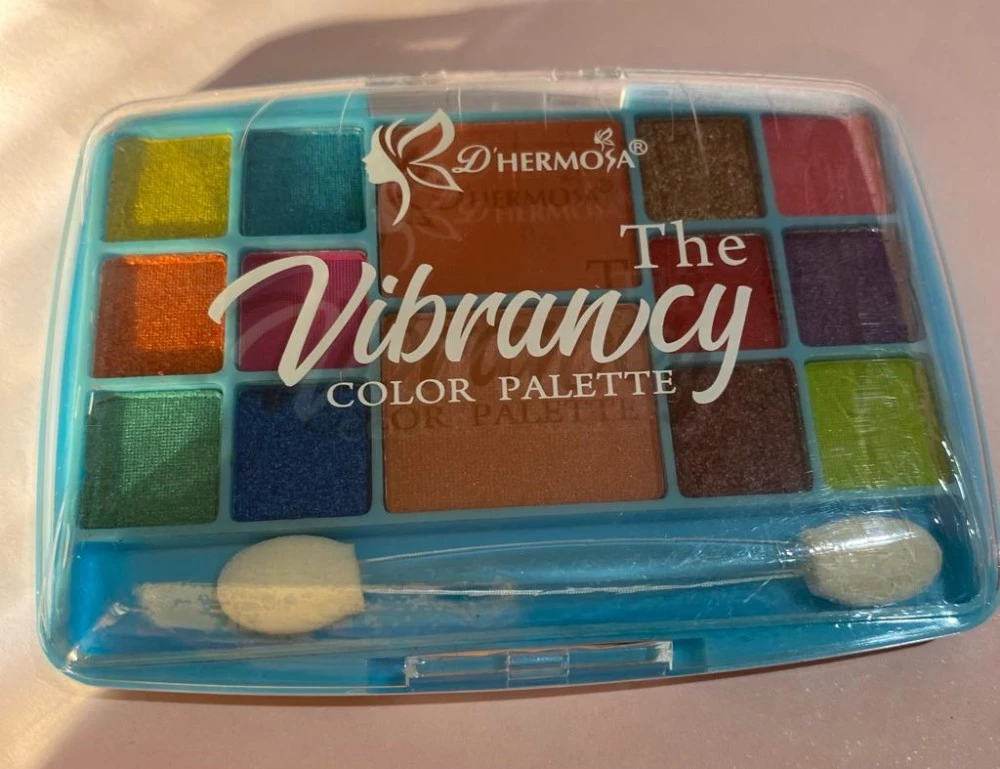 D'HERMOSA®
The
Vibrancy
COLOR PALETTE